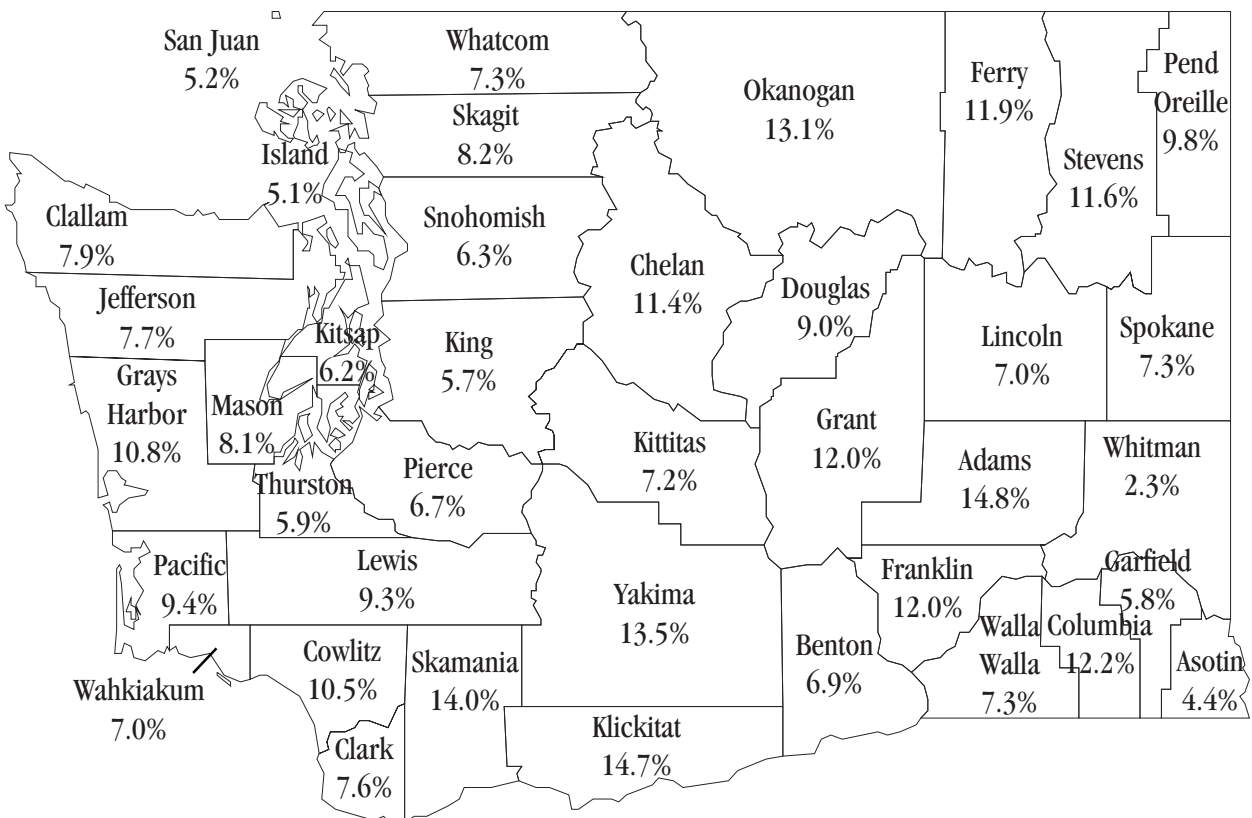 San Juan
5.2%
Whatcom
7.3%
Skagit
8.2%
Island
5.1%
Okanogan
13.1%
Ferry
11.9%
Pend
Oreille
9.8%
Stevens
11.6%
Clallam
7.9%
Snohomish
6.3%
Chelan
11.4%
Douglas
9.0%
Jefferson
7.7%
Kitsap
6.2%
King
5.7%
Lincoln
7.0%
Spokane
7.3%
Grays
Harbor
10.8%
Mason
8.1%
Pierce
6.7%
Kittitas
7.2%
Grant
12.0%
Adams
14.8%
Whitman
2.3%
Thurston
5.9%
Pacific
9.4%
Lewis
9.3%
Yakima
13.5%
Franklin
12.0%
Garfield
5.8%
Benton
6.9%
Walla
Walla
7.3%
Columbia
12.2%
Asotin
4.4%
Wahkiakum
7.0%
Cowlitz
10.5%
Skamania
14.0%
Clark
7.6%
Klickitat
14.7%